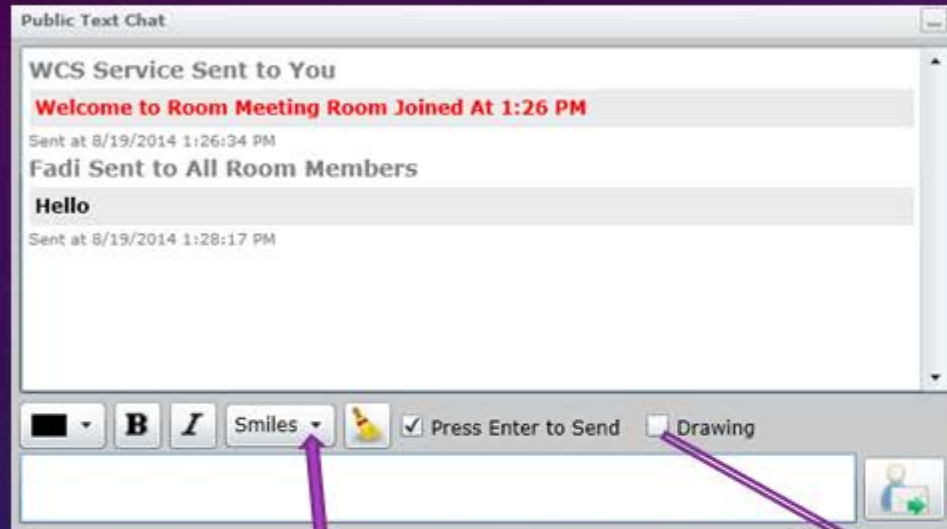 Public Text Chat
WCS Service Sent to You
Welcome to Room Meeting Room Joined At 1:26 PM
Sent at 8/19/2014 1:26:34 PM
Fadi Sent to All Room Members
Hello
Sent at 8/19/2014 1:28:17 PM
B I Smiles Press Enter to Send Drawing